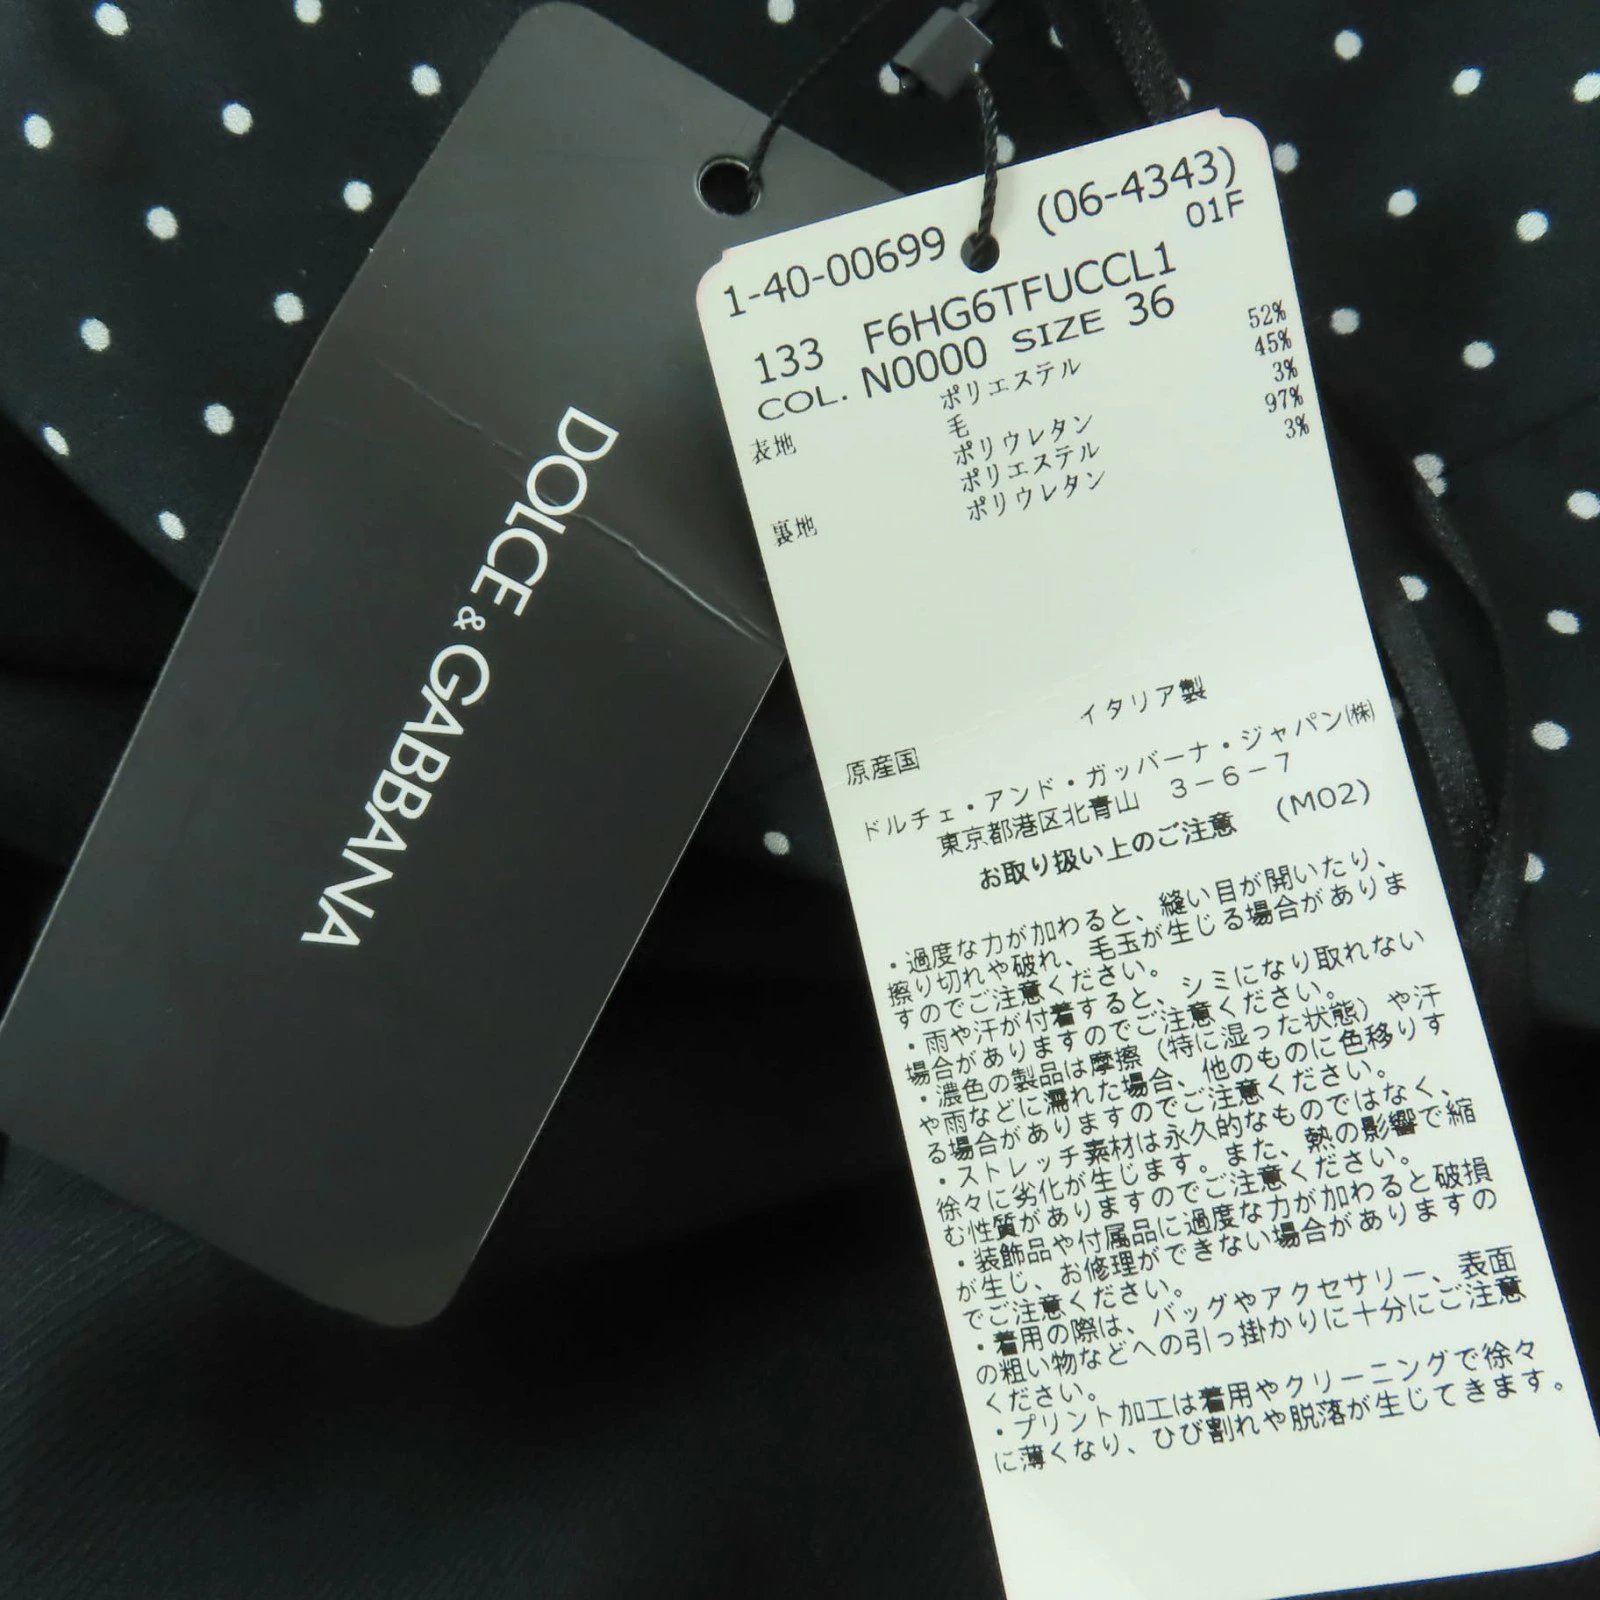 DOLCE & GABBANA
1-40-00699 (06-4343)
01F
133 F6HG6TFUCCL1
COL. N0000 SIZE 36
表地 ポリエステル 52%
毛 45%
ポリウレタン 3%
裏地 ポリエステル 97%
ポリウレタン 3%
原産国 イタリア製
ドルチェ・アンド・ガッバーナ・ジャパン㈱
東京都港区北青山 3-6-7
お取り扱い上のご注意 (M02)
・過度な力が加わると、縫い目が開いたり、
擦り切れや破れ、毛玉が生じる場合がありま
すのでご注意ください。
・雨や汗が付着すると、シミになり取れない
場合がありますのでご注意ください。
・濃色の製品は摩擦（特に湿った状態）や汗
や雨などに濡れた場合、他のものに色移りす
る場合がありますのでご注意ください。
・ストレッチ素材は永久的なものではなく、
徐々に劣化が生じます。また、熱の影響で縮
む性質がありますのでご注意ください。
・装飾品や付属品に過度な力が加わると破損
が生じ、お修理ができない場合がありますの
でご注意ください。
・着用の際は、バッグやアクセサリー、表面
の粗い物などへの引っ掛かりに十分にご注意
ください。
・プリント加工は着用やクリーニングで徐々
に薄くなり、ひび割れや脱落が生じてきます。